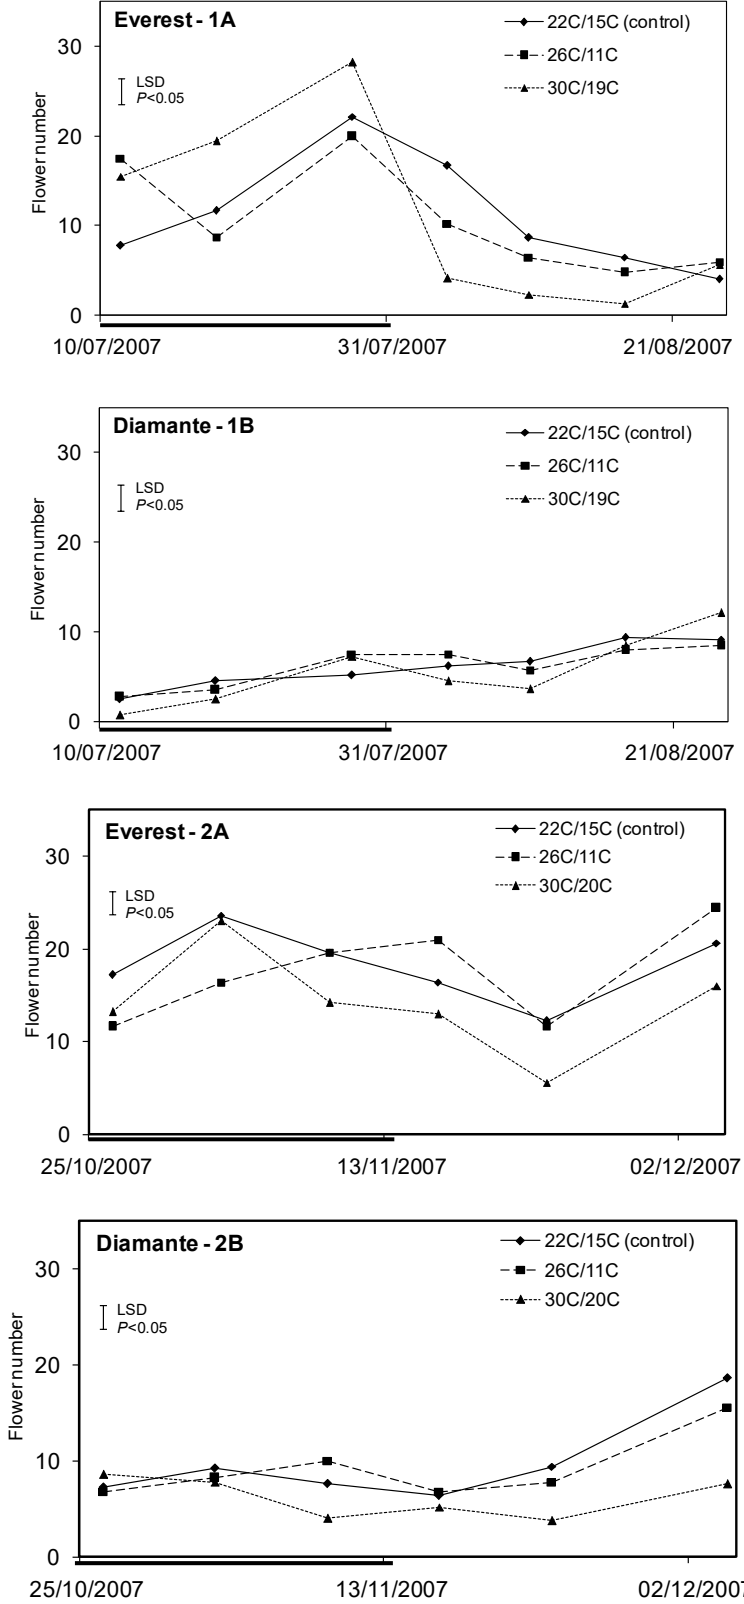 Everest - 1A
22C/15C (control)
26C/11C
30C/19C
LSD
P<0.05
Flower number
30
20
10
0
10/07/2007
31/07/2007
21/08/2007
Diamante - 1B
22C/15C (control)
26C/11C
30C/19C
LSD
P<0.05
Flower number
30
20
10
0
10/07/2007
31/07/2007
21/08/2007
Everest - 2A
22C/15C (control)
26C/11C
30C/20C
LSD
P<0.05
Flower number
30
20
10
0
25/10/2007
13/11/2007
02/12/2007
Diamante - 2B
22C/15C (control)
26C/11C
30C/20C
LSD
P<0.05
Flower number
30
20
10
0
25/10/2007
13/11/2007
02/12/2007